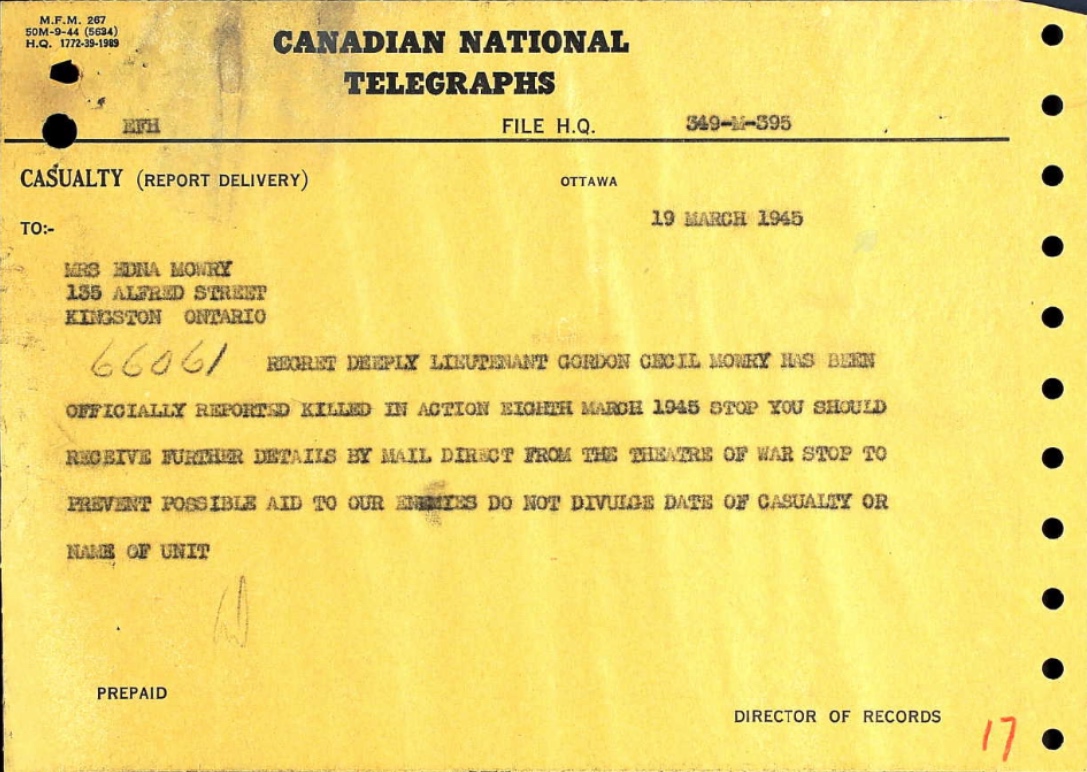 M.F.M. 267
50M-9-44 (5634)
H.Q. 1772-39-1989
CANADIAN NATIONAL
TELEGRAPHS
EFH FILE H.Q. 349-M-395
CASUALTY (REPORT DELIVERY) OTTAWA
19 MARCH 1945
TO:-
MRS EDNA MOWRY
135 ALFRED STREET
KINGSTON ONTARIO
66061 REGRET DEEPLY LIEUTENANT GORDON CECIL MOWRY HAS BEEN
OFFICIALLY REPORTED KILLED IN ACTION EIGHTH MARCH 1945 STOP YOU SHOULD
RECEIVE FURTHER DETAILS BY MAIL DIRECT FROM THE THEATRE OF WAR STOP TO
PREVENT POSSIBLE AID TO OUR ENEMIES DO NOT DIVULGE DATE OF CASUALTY OR
NAME OF UNIT
PREPAID
DIRECTOR OF RECORDS
17